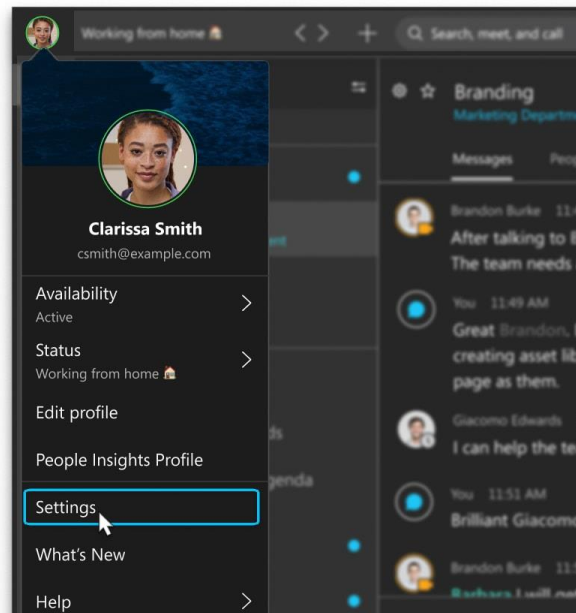 Working from home
Search, meet, and call
Clarissa Smith
csmith@example.com
Availability
Active
Status
Working from home
Edit profile
People Insights Profile
Settings
What's New
Help
Branding
Marketing
Messages
Brandon Burke
After talking to
The team needs
You 11:49 AM
Great Brandon.
creating asset
page as them.
Giacomo Edwards
I can help the
You 11:51 AM
Brilliant Giacomo
Brandon Burke
Barbara I will